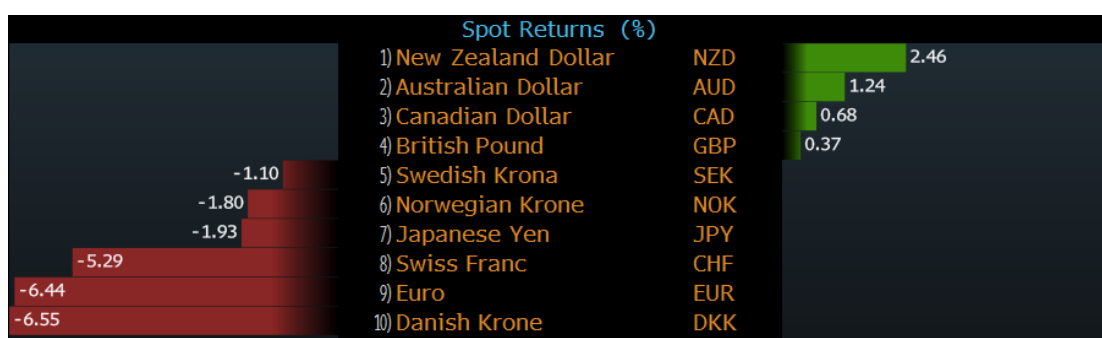 Spot Returns (%)
1) New Zealand Dollar NZD 2.46
2) Australian Dollar AUD 1.24
3) Canadian Dollar CAD 0.68
4) British Pound GBP 0.37
-1.10 5) Swedish Krona SEK
-1.80 6) Norwegian Krone NOK
-1.93 7) Japanese Yen JPY
-5.29 8) Swiss Franc CHF
-6.44 9) Euro EUR
-6.55 10) Danish Krone DKK